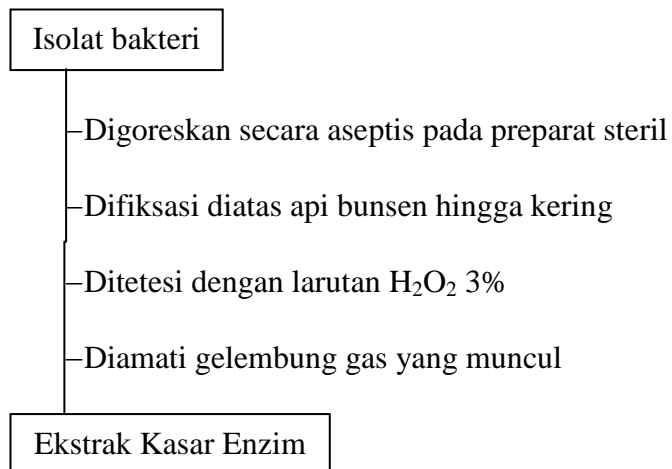 Isolat bakteri
–Digoreskan secara aseptis pada preparat steril
–Difiksasi diatas api bunsen hingga kering
–Ditetesi dengan larutan H₂O₂ 3%
–Diamati gelembung gas yang muncul
Ekstrak Kasar Enzim